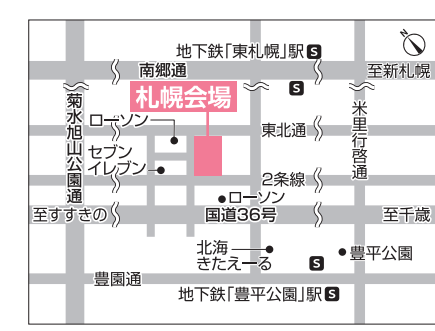 地下鉄「東札幌」駅 S
南郷通
至新札幌
S
札幌会場
菊水旭山公園通
ローソン
東北通
米里行啓通
セブン
イレブン
2条線
ローソン
至すすきの
国道36号
至千歳
北海
きたえーる
豊平公園
S
豊園通
地下鉄「豊平公園」駅 S